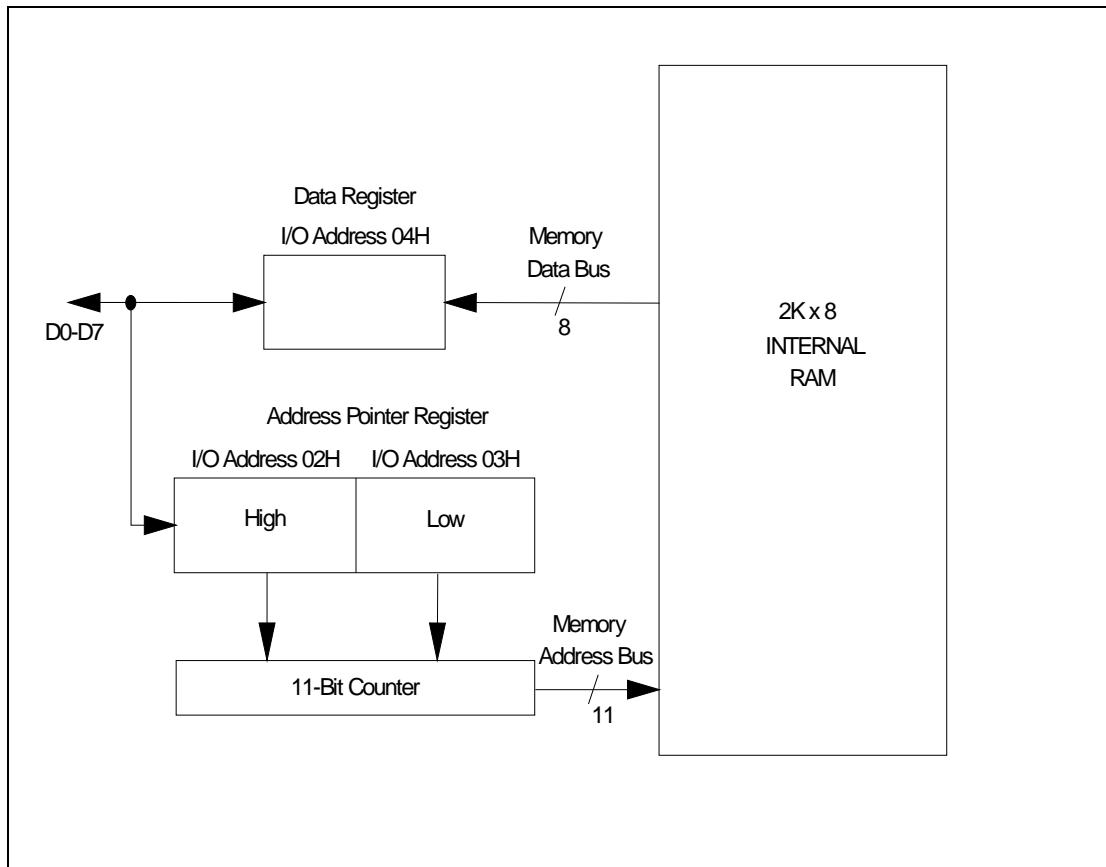 Data Register
I/O Address 04H
Memory
Data Bus
8
D0-D7
2K x 8
INTERNAL
RAM
Address Pointer Register
I/O Address 02H
I/O Address 03H
High
Low
Memory
Address Bus
11-Bit Counter
11